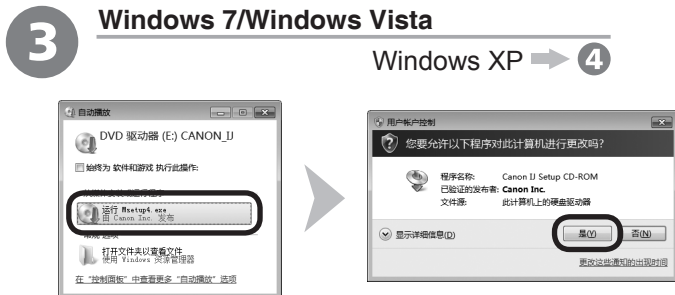 3
Windows 7/Windows Vista
Windows XP
4
自动播放
DVD 驱动器 (E:) CANON_IJ
始终为 软件和游戏 执行此操作:
运行 Msetup4.exe
由 Canon Inc. 发布
常规 选项
打开文件夹以查看文件
使用 Windows 资源管理器
在 "控制面板" 中查看更多 "自动播放" 选项
用户帐户控制
您要允许以下程序对此计算机进行更改吗?
程序名称: Canon IJ Setup CD-ROM
已验证的发布者: Canon Inc.
文件源: 此计算机上的硬盘驱动器
显示详细信息(D)
是(Y)
否(N)
更改这些通知的出现时间